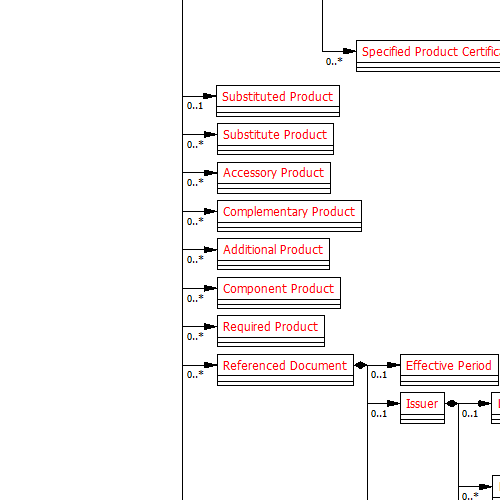 Specified Product
0..*
Substituted Product
0..1
Substitute Product
0..*
Accessory Product
0..*
Complementary Product
0..*
Additional Product
0..*
Component Product
0..*
Required Product
0..*
Referenced Document
0..*
Effective Period
0..1
Issuer
0..1
0..1
0..*